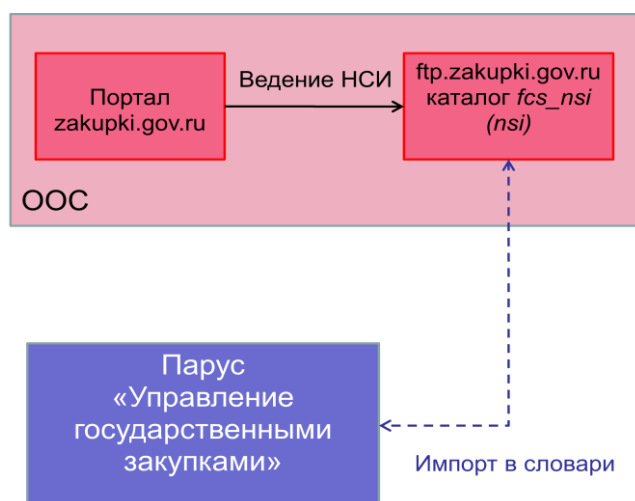 Портал
zakupki.gov.ru
Ведение НСИ
ftp.zakupki.gov.ru
каталог fcs_nsi
(nsi)
ООС
Парус
«Управление
государственными
закупками»
Импорт в словари